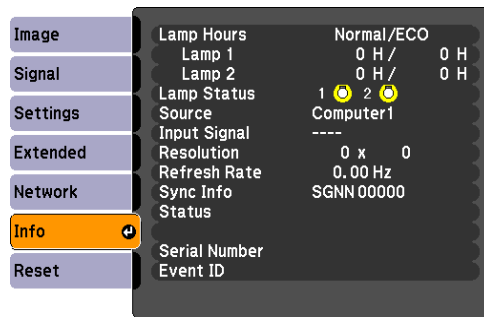 Image
Signal
Settings
Extended
Network
Info
Reset
Lamp Hours Normal/ECO
Lamp 1 0 H / 0 H
Lamp 2 0 H / 0 H
Lamp Status 1 2
Source Computer1
Input Signal ----
Resolution 0 x 0
Refresh Rate 0.00 Hz
Sync Info SGNN 00000
Status
Serial Number
Event ID